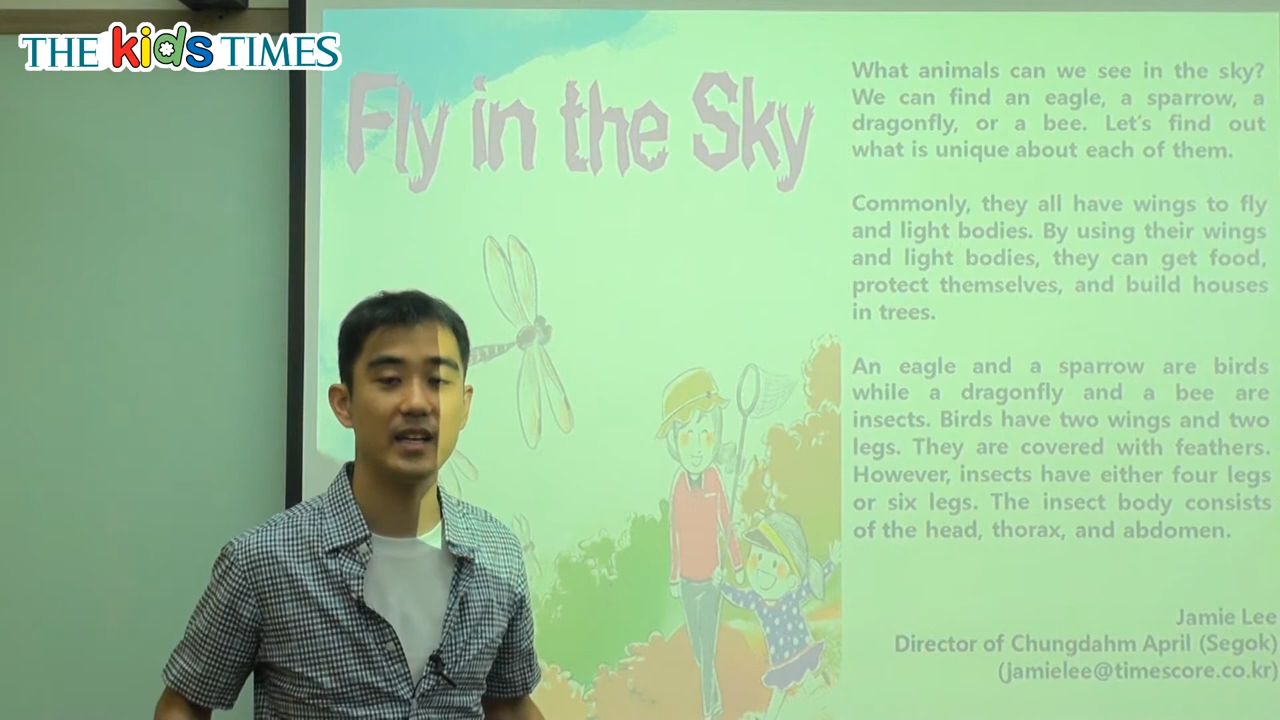 THE kids TIMES
Fly in the Sky
What animals can we see in the sky?
We can find an eagle, a sparrow, a
dragonfly, or a bee. Let's find out
what is unique about each of them.
Commonly, they all have wings to fly
and light bodies. By using their wings
and light bodies, they can get food,
protect themselves, and build houses
in trees.
An eagle and a sparrow are birds
while a dragonfly and a bee are
insects. Birds have two wings and two
legs. They are covered with feathers.
However, insects have either four legs
or six legs. The insect body consists
of the head, thorax, and abdomen.
Jamie Lee
Director of Chungdahm April (Segok)
(jamielee@timescore.co.kr)